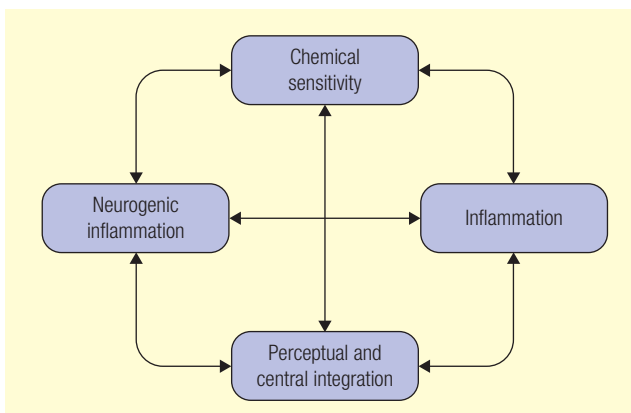 Chemical
sensitivity
Neurogenic
inflammation
Inflammation
Perceptual and
central integration